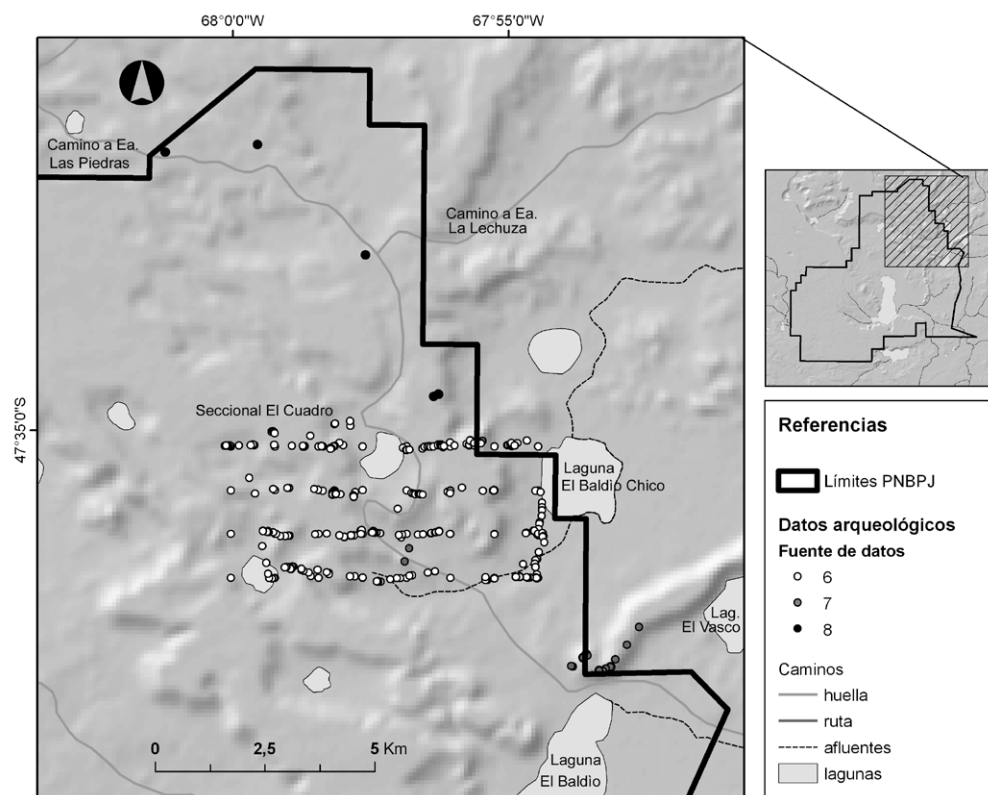 68°0'0"W
67°55'0"W
Camino a Ea.
Las Piedras
Camino a Ea.
La Lechuza
47°35'0"S
Seccional El Cuadro
Laguna
El Baldìo Chico
Lag.
El Vasco
0
2,5
5 Km
Laguna
El Baldìo
Referencias
Límites PNBPJ
Datos arqueológicos
Fuente de datos
6
7
8
Caminos
huella
ruta
afluentes
lagunas